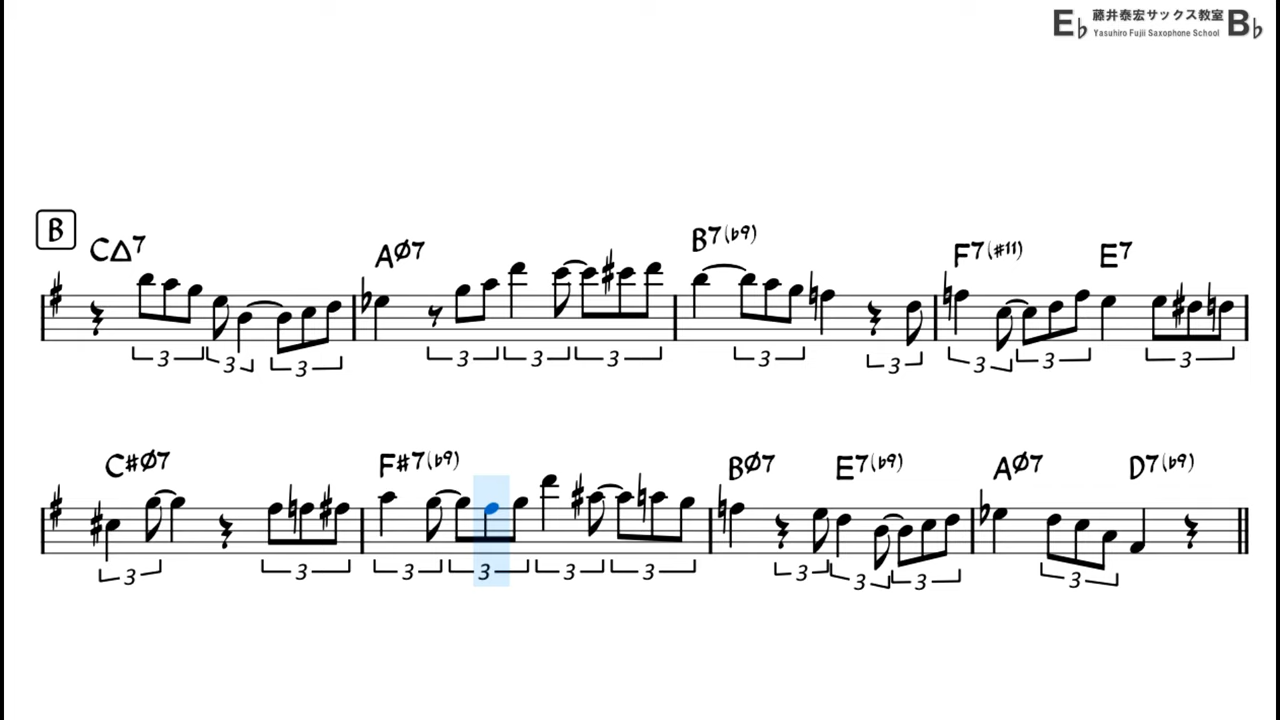 E♭ 藤井泰宏サックス教室 B♭
Yasuhiro Fujii Saxophone School
B
C△7 AØ7 B7(♭9) F7(♯11) E7
3 3 3 3 3 3 3 3 3 3 3
C♯Ø7 F♯7(♭9) BØ7 E7(♭9) AØ7 D7(♭9)
3 3 3 3 3 3 3 3 3 3